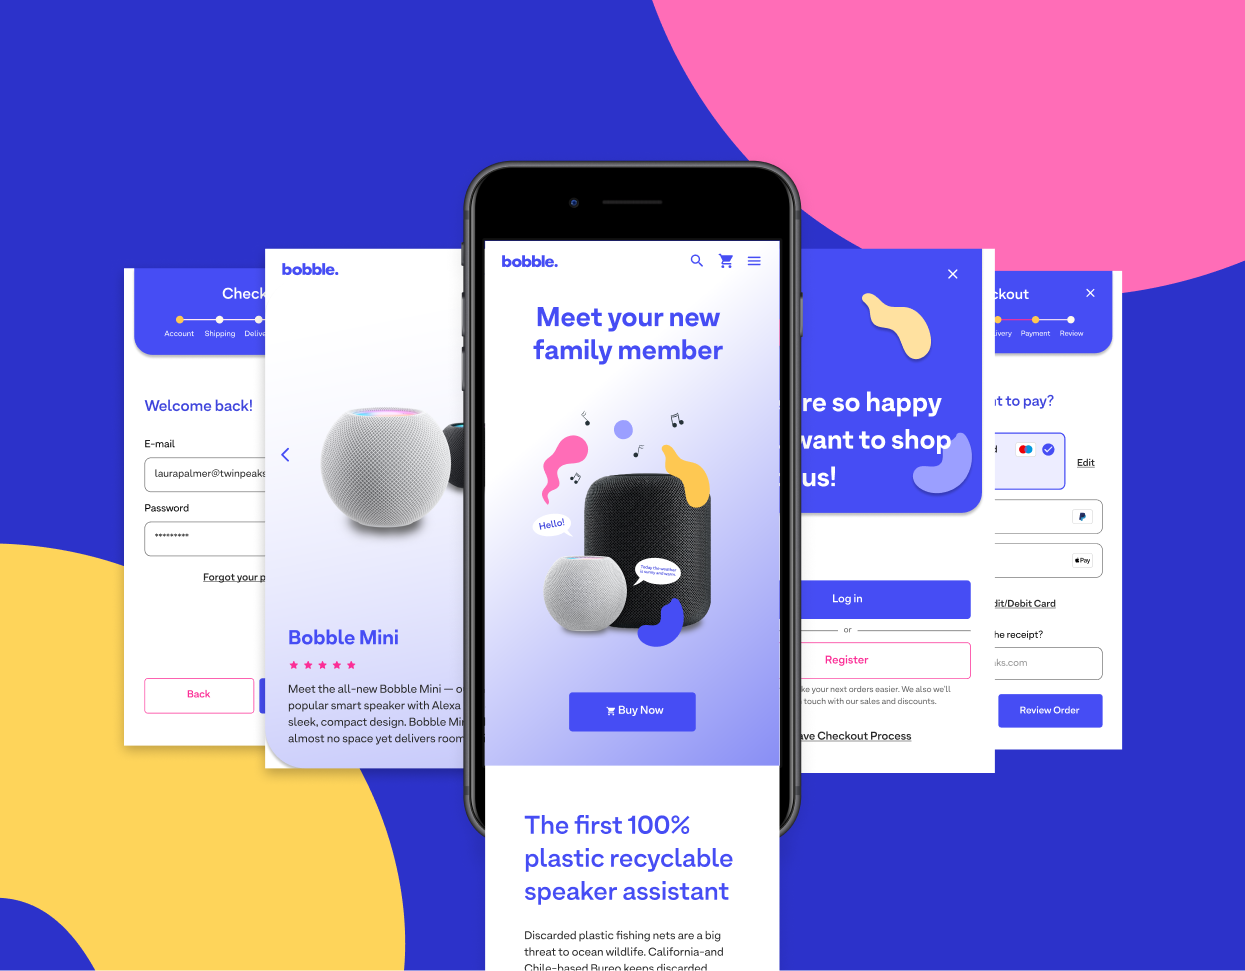 Check
Account Shipping Delive
Welcome back!
E-mail
laurapalmer@twinpeaks
Password
*********
Forgot your p
Back
bobble.
Bobble Mini
Meet the all-new Bobble Mini — o
popular smart speaker with Alexa
sleek, compact design. Bobble Min
almost no space yet delivers room
bobble.
Meet your new
family member
Hello!
Today the weather
is sunny and warm.
Buy Now
The first 100%
plastic recyclable
speaker assistant
Discarded plastic fishing nets are a big
threat to ocean wildlife. California-and
Chile-based Bureo keeps discarded
re so happy
want to shop
us!
Log in
or
Register
ke your next orders easier. We also we'll
touch with our sales and discounts.
ave Checkout Process
ckout
ivery Payment Review
nt to pay?
d
Edit
Pay
dit/Debit Card
he receipt?
ks.com
Review Order